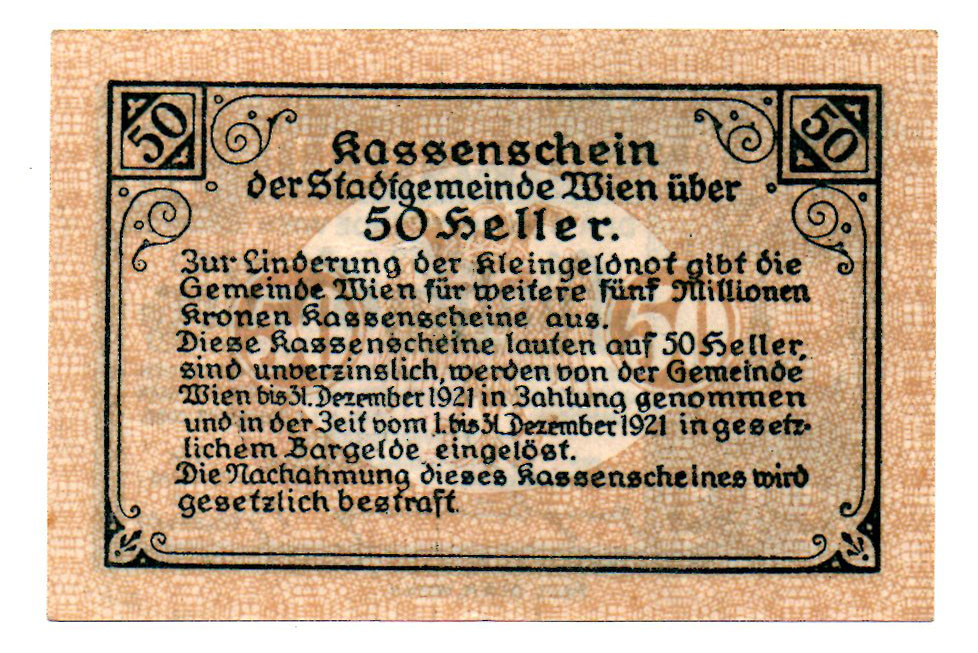 50
50
Kassenschein
der Stadtgemeinde Wien über
50 Heller.
Zur Linderung der Kleingeldnot gibt die
Gemeinde Wien für weitere fünf Millionen
Kronen Kassenscheine aus.
Diese Kassenscheine lauten auf 50 Heller,
sind unverzinslich, werden von der Gemeinde
Wien bis 31. Dezember 1921 in Zahlung genommen
und in der Zeit vom 1. bis 31. Dezember 1921 in gesetz-
lichem Bargelde eingelöst.
Die Nachahmung dieses Kassenscheines wird
gesetzlich bestraft.
50